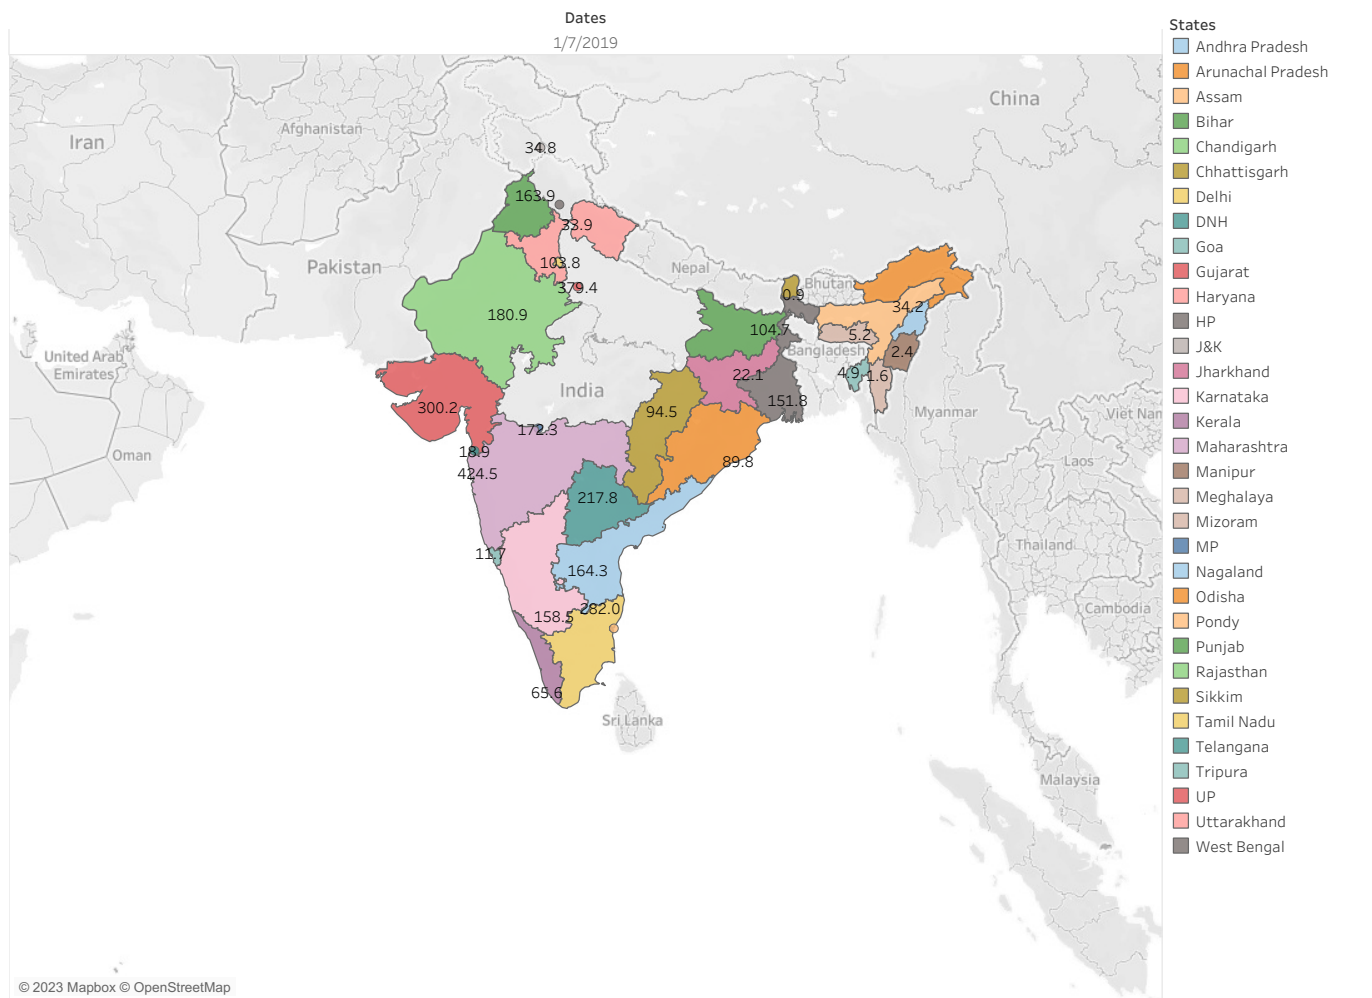 Dates
1/7/2019
States
Andhra Pradesh
Arunachal Pradesh
Assam
Bihar
Chandigarh
Chhattisgarh
Delhi
DNH
Goa
Gujarat
Haryana
HP
J&K
Jharkhand
Karnataka
Kerala
Maharashtra
Manipur
Meghalaya
Mizoram
MP
Nagaland
Odisha
Pondy
Punjab
Rajasthan
Sikkim
Tamil Nadu
Telangana
Tripura
UP
Uttarakhand
West Bengal
China
Afghanistan
Iran
34.8
163.9
33.9
103.8
Pakistan
Nepal
Bhutan
379.4
0.9
34.2
180.9
104.7
5.2
Bangladesh
2.4
United Arab
Emirates
22.1
4.9
1.6
India
151.8
300.2
94.5
Myanmar
Viet Nam
172.3
18.9
Oman
424.5
89.8
Laos
217.8
Thailand
11.7
164.3
282.0
158.5
Cambodia
65.6
Sri Lanka
Malaysia
© 2023 Mapbox © OpenStreetMap